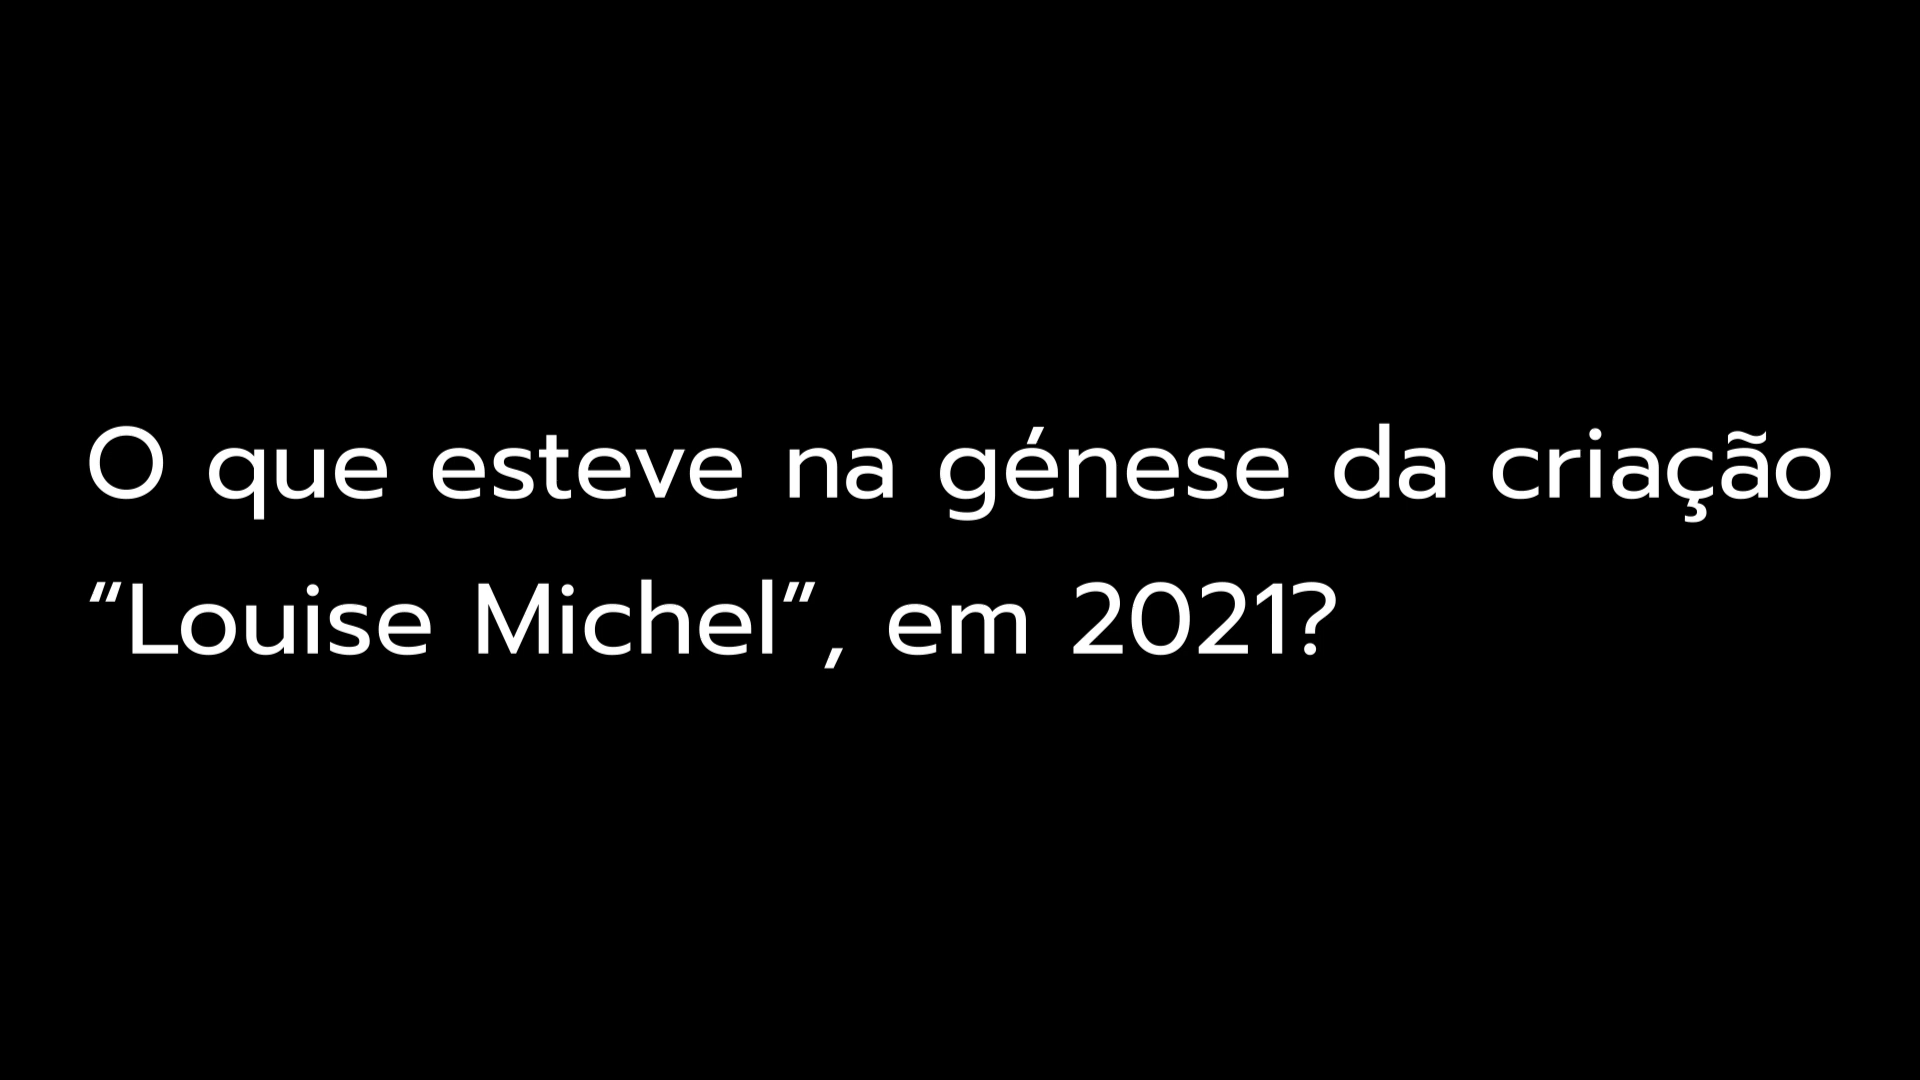 O que esteve na génese da criação
“Louise Michel”, em 2021?